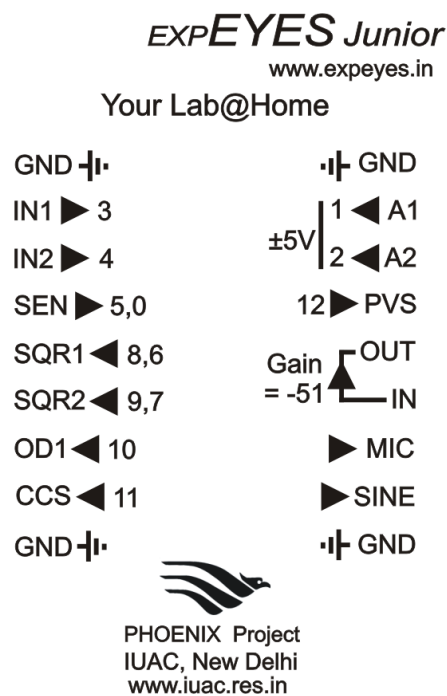 EXPEYES Junior
www.expeyes.in
Your Lab@Home
GND GND
IN1 3 1 A1
IN2 4 ±5V 2 A2
SEN 5,0 12 PVS
SQR1 8,6 Gain OUT
SQR2 9,7 = -51 IN
OD1 10 MIC
CCS 11 SINE
GND GND
PHOENIX Project
IUAC, New Delhi
www.iuac.res.in